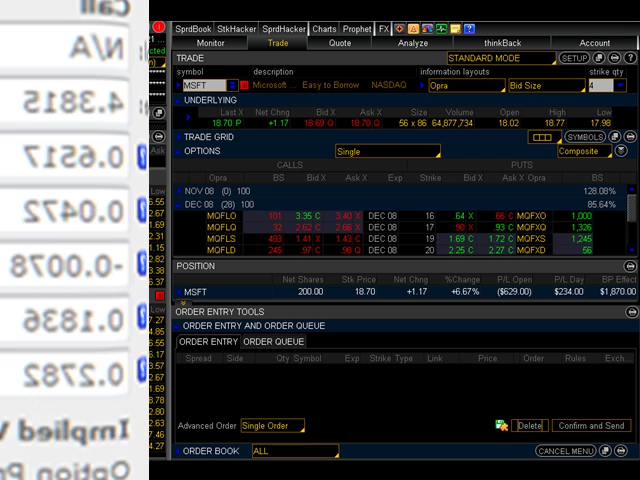 Call
N/A
4.3815
0.6517
0.0472
-0.0078
0.1836
0.2782
Implied V
Option Pr
SprdBook StkHacker SprdHacker Charts Prophet FX
Monitor Trade Quote Analyze thinkBack Account
TRADE STANDARD MODE SETUP
symbol description information layouts strike qty
MSFT Microsoft ... Easy to Borrow NASDAQ Opra Bid Size 4
UNDERLYING
Last X Net Chng Bid X Ask X Size Volume Open High Low
18.70 P +1.17 18.69 Q 18.70 Q 56 x 86 64,877,734 18.02 18.77 17.98
TRADE GRID SYMBOLS
OPTIONS Single Composite
CALLS PUTS
Opra BS Bid X Ask X Exp Strike Bid X Ask X Opra BS
NOV 08 (0) 100 128.08%
DEC 08 (28) 100 85.64%
MQFLO 101 3.35 C 3.40 X DEC 08 16 .64 X .66 C MQFXO 1,000
MQFLQ 32 2.62 C 2.66 X DEC 08 17 .90 X .93 C MQFXQ 1,326
MQFLS 493 1.41 X 1.43 C DEC 08 19 1.69 C 1.72 C MQFXS 1,245
MQFLD 245 .97 C .98 Q DEC 08 20 2.25 C 2.27 C MQFXD 56
POSITION
Net Shares Stk Price Net Chng %Change P/L Open P/L Day BP Effect
MSFT 200.00 18.70 +1.17 +6.67% ($629.00) $234.00 $1,870.00
ORDER ENTRY TOOLS
ORDER ENTRY AND ORDER QUEUE
ORDER ENTRY ORDER QUEUE
Spread Side Qty Symbol Exp Strike Type Link Price Order Rules Exch...
Advanced Order Single Order Delete Confirm and Send
ORDER BOOK ALL CANCEL MENU